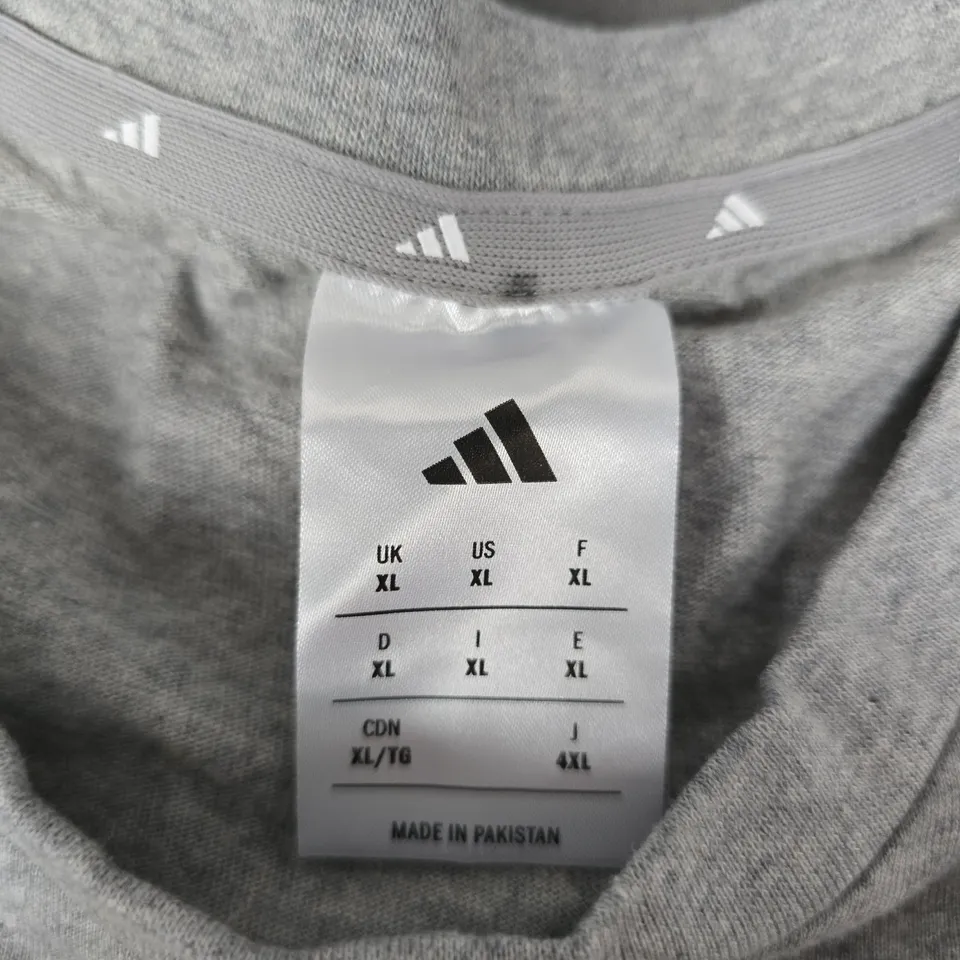 UK US F
XL XL XL
D I E
XL XL XL
CDN J
XL/TG 4XL
MADE IN PAKISTAN